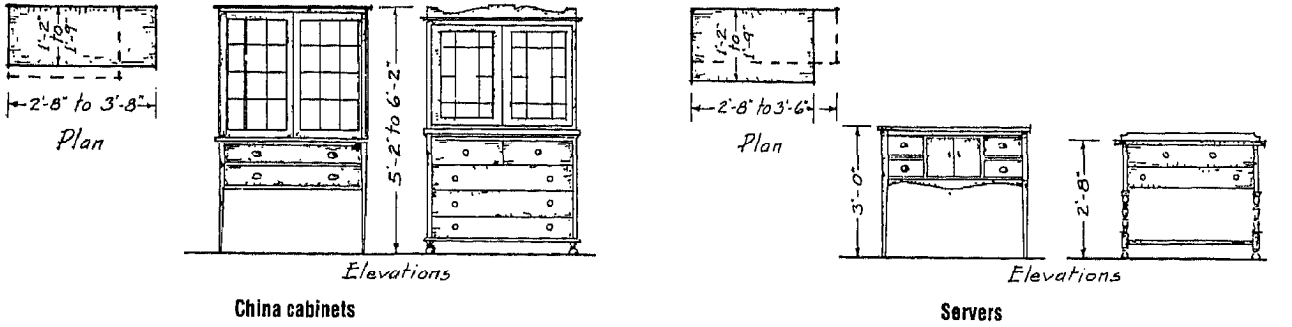 1'-2"
to
1'-9"
2'-8" to 3'-8"
Plan
5'-2" to 6'-2"
Elevations
China cabinets
1'-2"
to
1'-9"
2'-8" to 3'-6"
Plan
3'-0"
2'-8"
Elevations
Servers